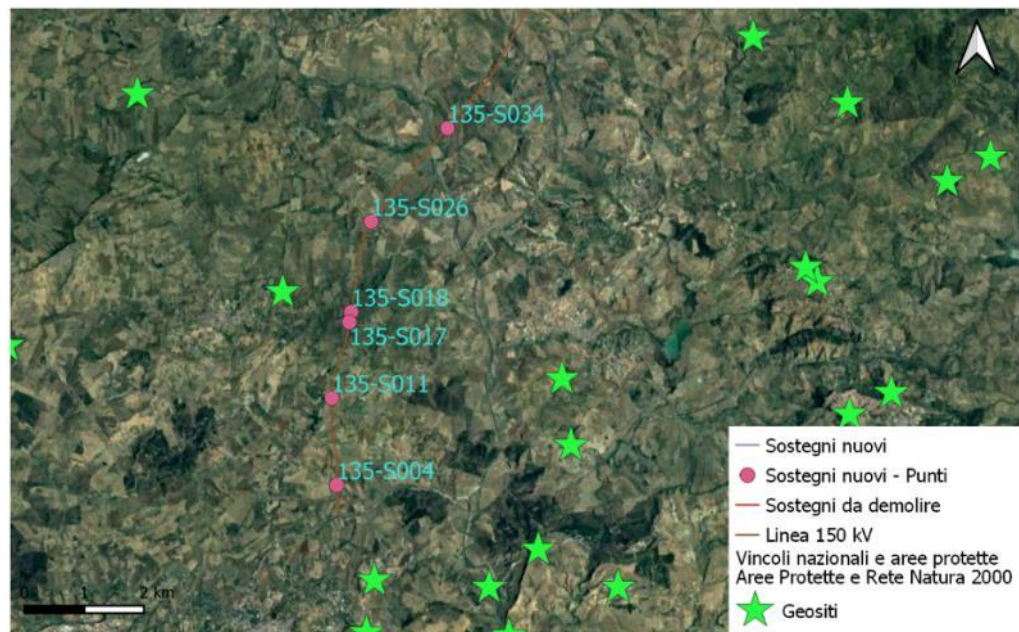 135-S034
135-S026
135-S018
135-S017
135-S011
135-S004
Sostegni nuovi
Sostegni nuovi - Punti
Sostegni da demolire
Linea 150 kV
Vincoli nazionali e aree protette
Aree Protette e Rete Natura 2000
Geositi
0 1 2 km